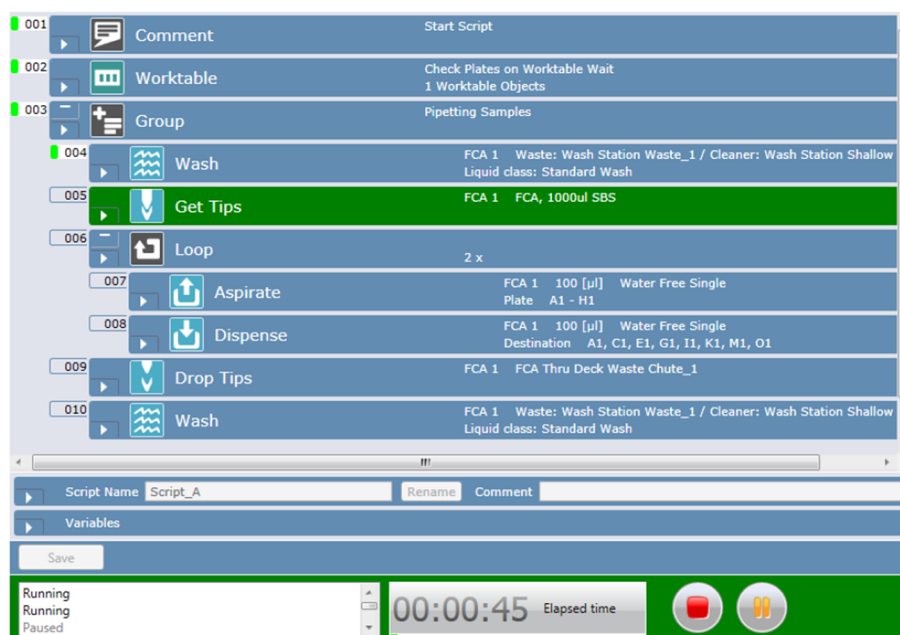 001 Comment Start Script
002 Worktable Check Plates on Worktable Wait
1 Worktable Objects
003 Group Pipetting Samples
004 Wash FCA 1 Waste: Wash Station Waste_1 / Cleaner: Wash Station Shallow
Liquid class: Standard Wash
005 Get Tips FCA 1 FCA, 1000ul SBS
006 Loop 2 x
007 Aspirate FCA 1 100 [µl] Water Free Single
Plate A1 - H1
008 Dispense FCA 1 100 [µl] Water Free Single
Destination A1, C1, E1, G1, I1, K1, M1, O1
009 Drop Tips FCA 1 FCA Thru Deck Waste Chute_1
010 Wash FCA 1 Waste: Wash Station Waste_1 / Cleaner: Wash Station Shallow
Liquid class: Standard Wash
Script Name Script_A Rename Comment
Variables
Save
Running
Running
Paused
00:00:45 Elapsed time